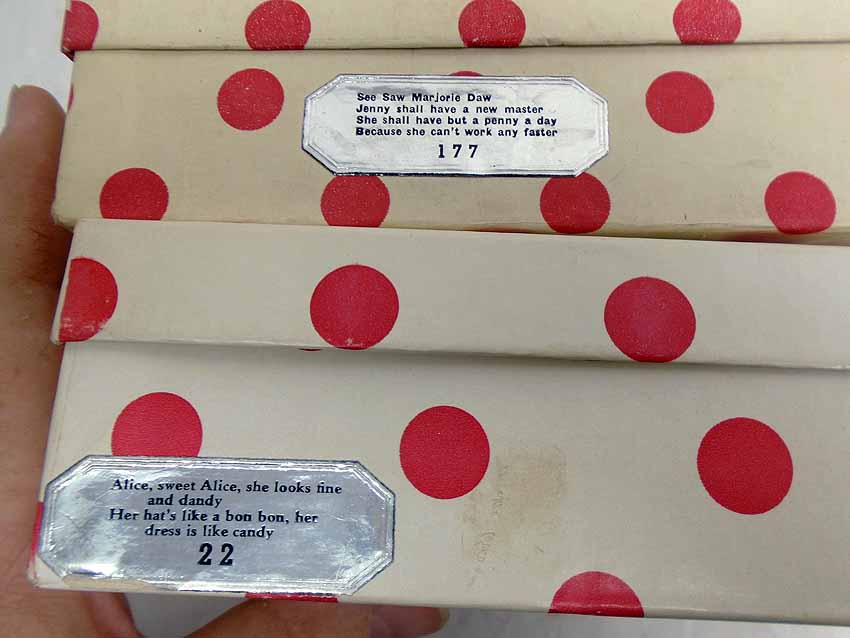 See Saw Marjorie Daw
Jenny shall have a new master
She shall have but a penny a day
Because she can't work any faster
177
Alice, sweet Alice, she looks fine
and dandy
Her hat's like a bon bon, her
dress is like candy
22